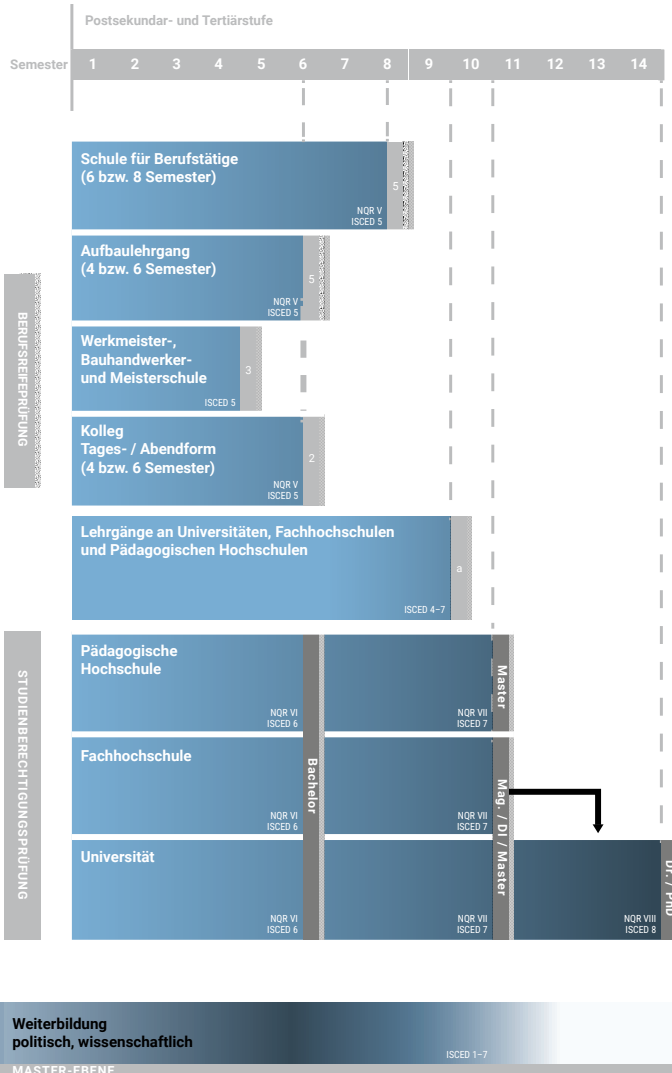 Postsekundar- und Tertiärstufe
Semester 1 2 3 4 5 6 7 8 9 10 11 12 13 14
Schule für Berufstätige
(6 bzw. 8 Semester)
5
NQR V
ISCED 5
Aufbaulehrgang
(4 bzw. 6 Semester)
5
NQR V
ISCED 5
BERUFSREIFEPRÜFUNG
Werkmeister-,
Bauhandwerker-
und Meisterschule
3
ISCED 5
Kolleg
Tages- / Abendform
(4 bzw. 6 Semester)
2
NQR V
ISCED 5
Lehrgänge an Universitäten, Fachhochschulen
und Pädagogischen Hochschulen
a
ISCED 4–7
STUDIENBERECHTIGUNGSPRÜFUNG
Pädagogische
Hochschule
NQR VI
ISCED 6
NQR VII
ISCED 7
Master
Fachhochschule
NQR VI
ISCED 6
Bachelor
NQR VII
ISCED 7
Mag. / DI / Master
Universität
NQR VI
ISCED 6
NQR VII
ISCED 7
NQR VIII
ISCED 8
Dr. / PhD
Weiterbildung
politisch, wissenschaftlich
ISCED 1–7
MASTER-EBENE